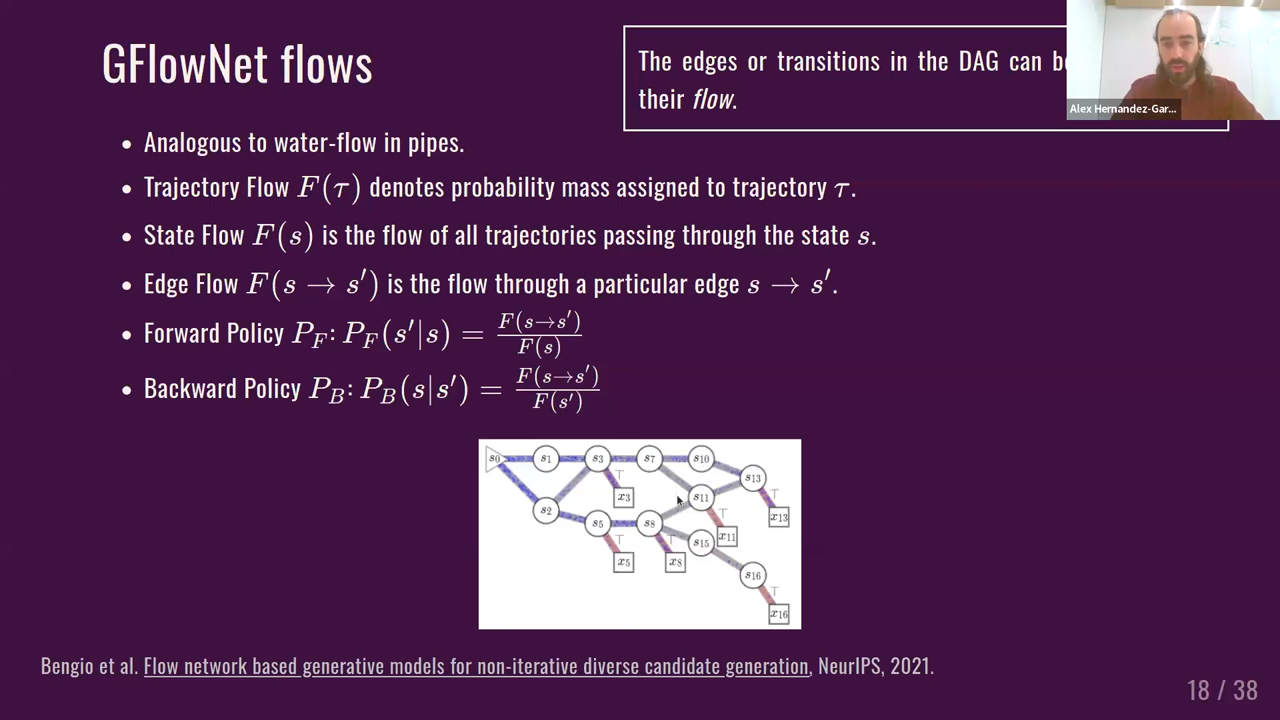 GFlowNet flows
The edges or transitions in the DAG can
their flow.
Alex Hernandez-Gar...
• Analogous to water-flow in pipes.
• Trajectory Flow F(τ) denotes probability mass assigned to trajectory τ.
• State Flow F(s) is the flow of all trajectories passing through the state s.
• Edge Flow F(s → s′) is the flow through a particular edge s → s′.
• Forward Policy P_F: P_F(s′|s) = F(s→s′)/F(s)
• Backward Policy P_B: P_B(s|s′) = F(s→s′)/F(s′)
s0 s1 s3 s7 s10
s13
⊤ ⊤
x3 s11
s2 x13
s5 s8 ⊤
x11
⊤ ⊤ s15
x5 x8
s16
⊤
x16
Bengio et al. Flow network based generative models for non-iterative diverse candidate generation, NeurIPS, 2021.
18 / 38